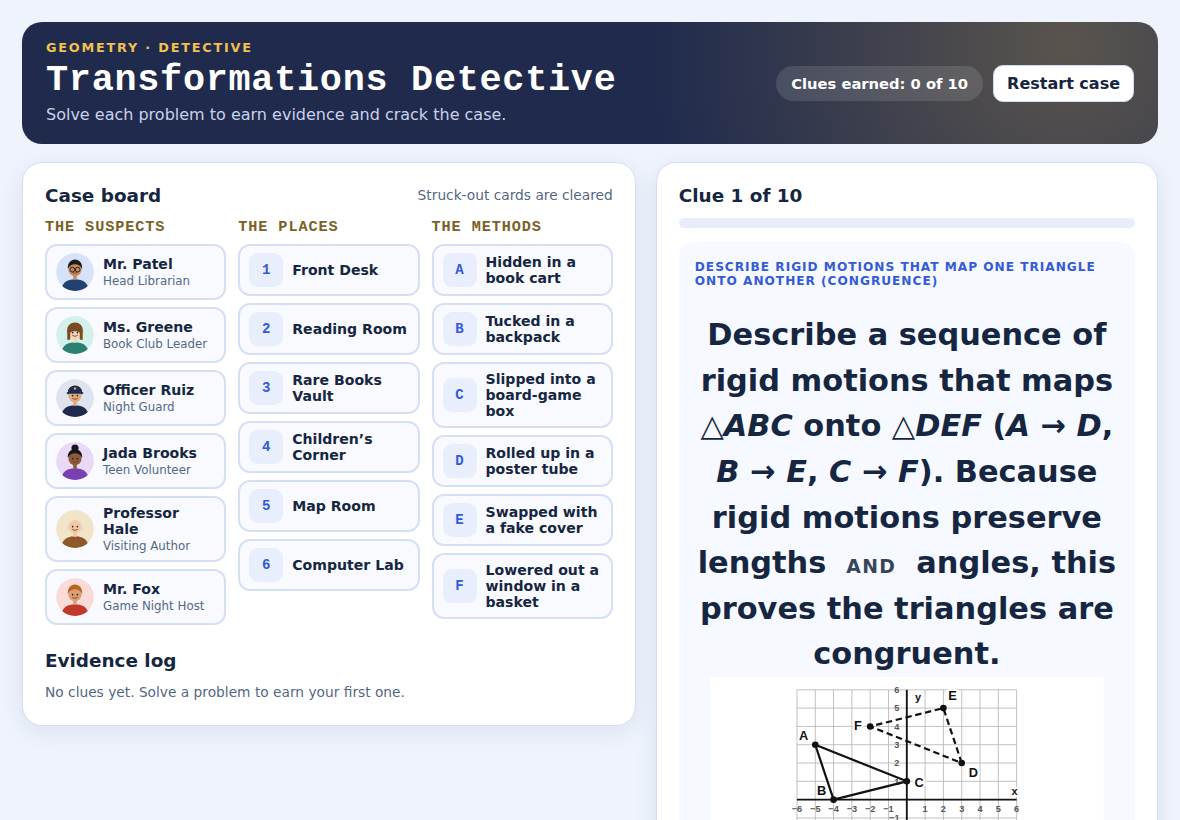 GEOMETRY · DETECTIVE
Transformations Detective
Solve each problem to earn evidence and crack the case.
Clues earned: 0 of 10
Restart case
Case board
Struck-out cards are cleared
THE SUSPECTS
Mr. Patel
Head Librarian
Ms. Greene
Book Club Leader
Officer Ruiz
Night Guard
Jada Brooks
Teen Volunteer
Professor
Hale
Visiting Author
Mr. Fox
Game Night Host
THE PLACES
1 Front Desk
2 Reading Room
3 Rare Books
Vault
4 Children’s
Corner
5 Map Room
6 Computer Lab
THE METHODS
A Hidden in a
book cart
B Tucked in a
backpack
C Slipped into a
board-game
box
D Rolled up in a
poster tube
E Swapped with
a fake cover
F Lowered out a
window in a
basket
Evidence log
No clues yet. Solve a problem to earn your first one.
Clue 1 of 10
DESCRIBE RIGID MOTIONS THAT MAP ONE TRIANGLE
ONTO ANOTHER (CONGRUENCE)
Describe a sequence of
rigid motions that maps
△ABC onto △DEF (A → D,
B → E, C → F). Because
rigid motions preserve
lengths AND angles, this
proves the triangles are
congruent.
6
y
E
5
F
4
A
3
2
D
1
C
B
x
−6 −5 −4 −3 −2 −1 1 2 3 4 5 6
−1